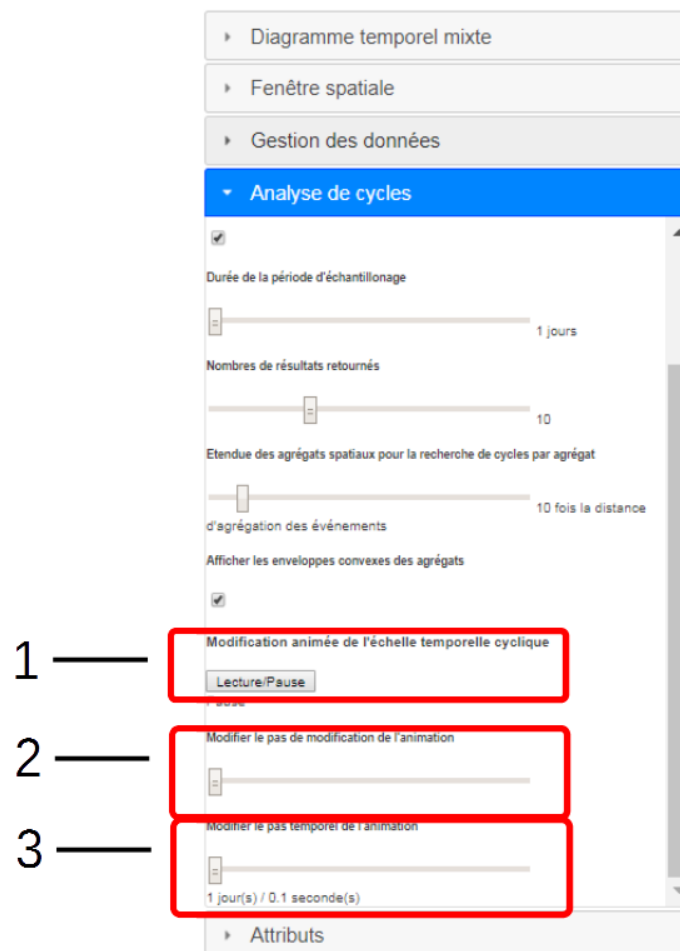 Diagramme temporel mixte
Fenêtre spatiale
Gestion des données
Analyse de cycles
Durée de la période d'échantillonage
1 jours
Nombres de résultats retournés
10
Etendue des agrégats spatiaux pour la recherche de cycles par agrégat
10 fois la distance
d'agrégation des événements
Afficher les enveloppes convexes des agrégats
1
Modification animée de l'échelle temporelle cyclique
Lecture/Pause
Pause
2
Modifier le pas de modification de l'animation
3
Modifier le pas temporel de l'animation
1 jour(s) / 0.1 seconde(s)
Attributs